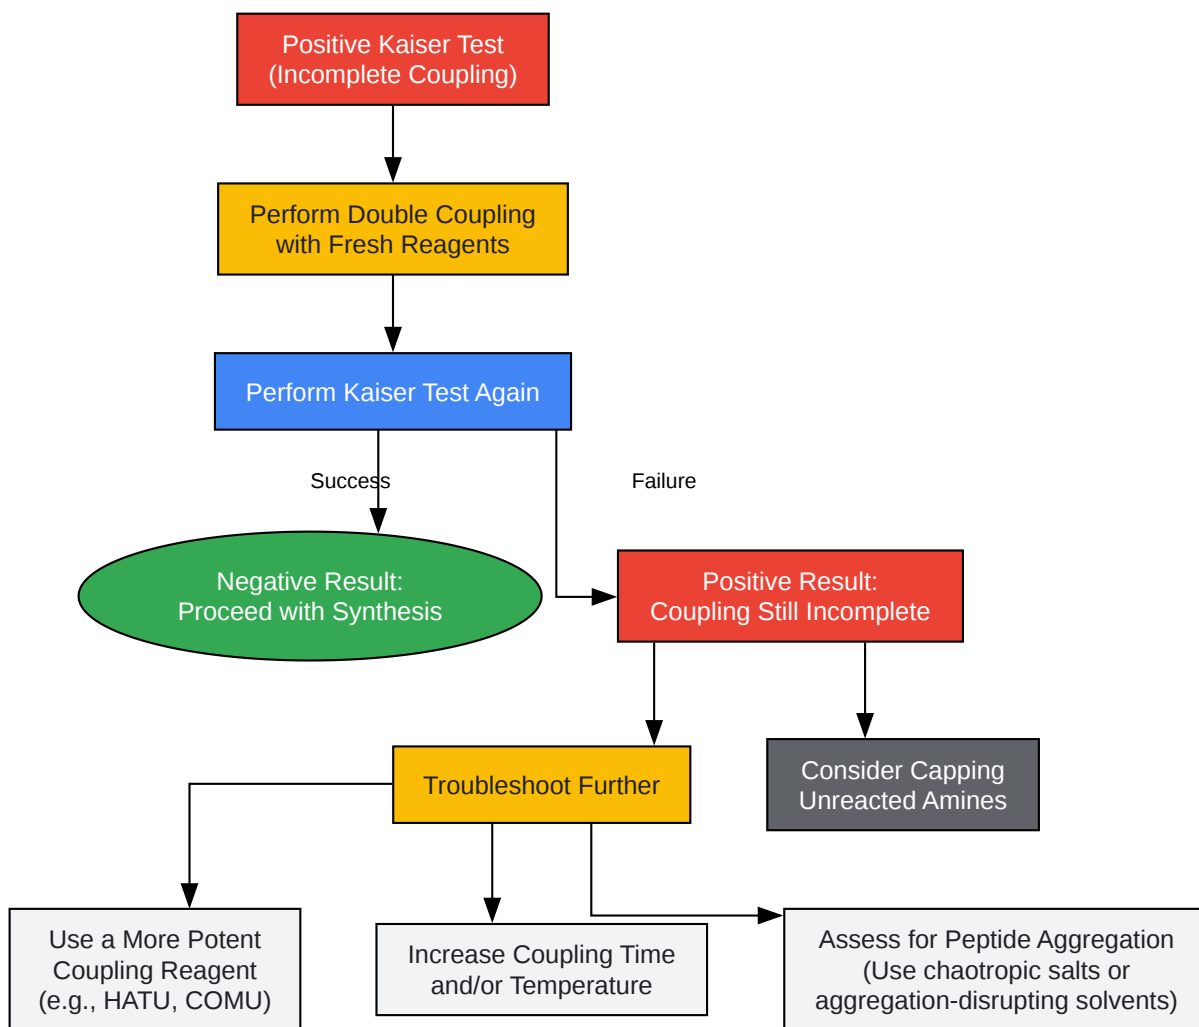 Positive Kaiser Test
(Incomplete Coupling)
Perform Double Coupling
with Fresh Reagents
Perform Kaiser Test Again
Success
Failure
Negative Result:
Proceed with Synthesis
Positive Result:
Coupling Still Incomplete
Troubleshoot Further
Consider Capping
Unreacted Amines
Use a More Potent
Coupling Reagent
(e.g., HATU, COMU)
Increase Coupling Time
and/or Temperature
Assess for Peptide Aggregation
(Use chaotropic salts or
aggregation-disrupting solvents)